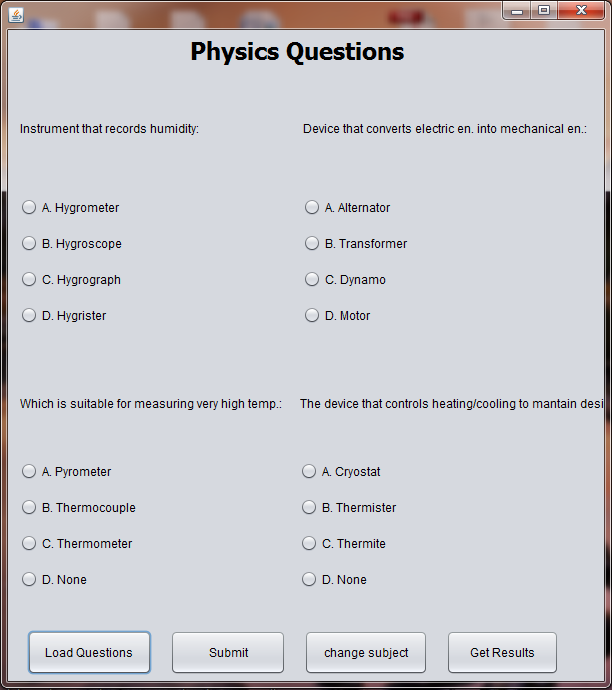 Physics Questions
Instrument that records humidity:
A. Hygrometer
B. Hygroscope
C. Hygrograph
D. Hygrister
Device that converts electric en. into mechanical en.:
A. Alternator
B. Transformer
C. Dynamo
D. Motor
Which is suitable for measuring very high temp.:
A. Pyrometer
B. Thermocouple
C. Thermometer
D. None
The device that controls heating/cooling to mantain desi
A. Cryostat
B. Thermister
C. Thermite
D. None
Load Questions
Submit
change subject
Get Results